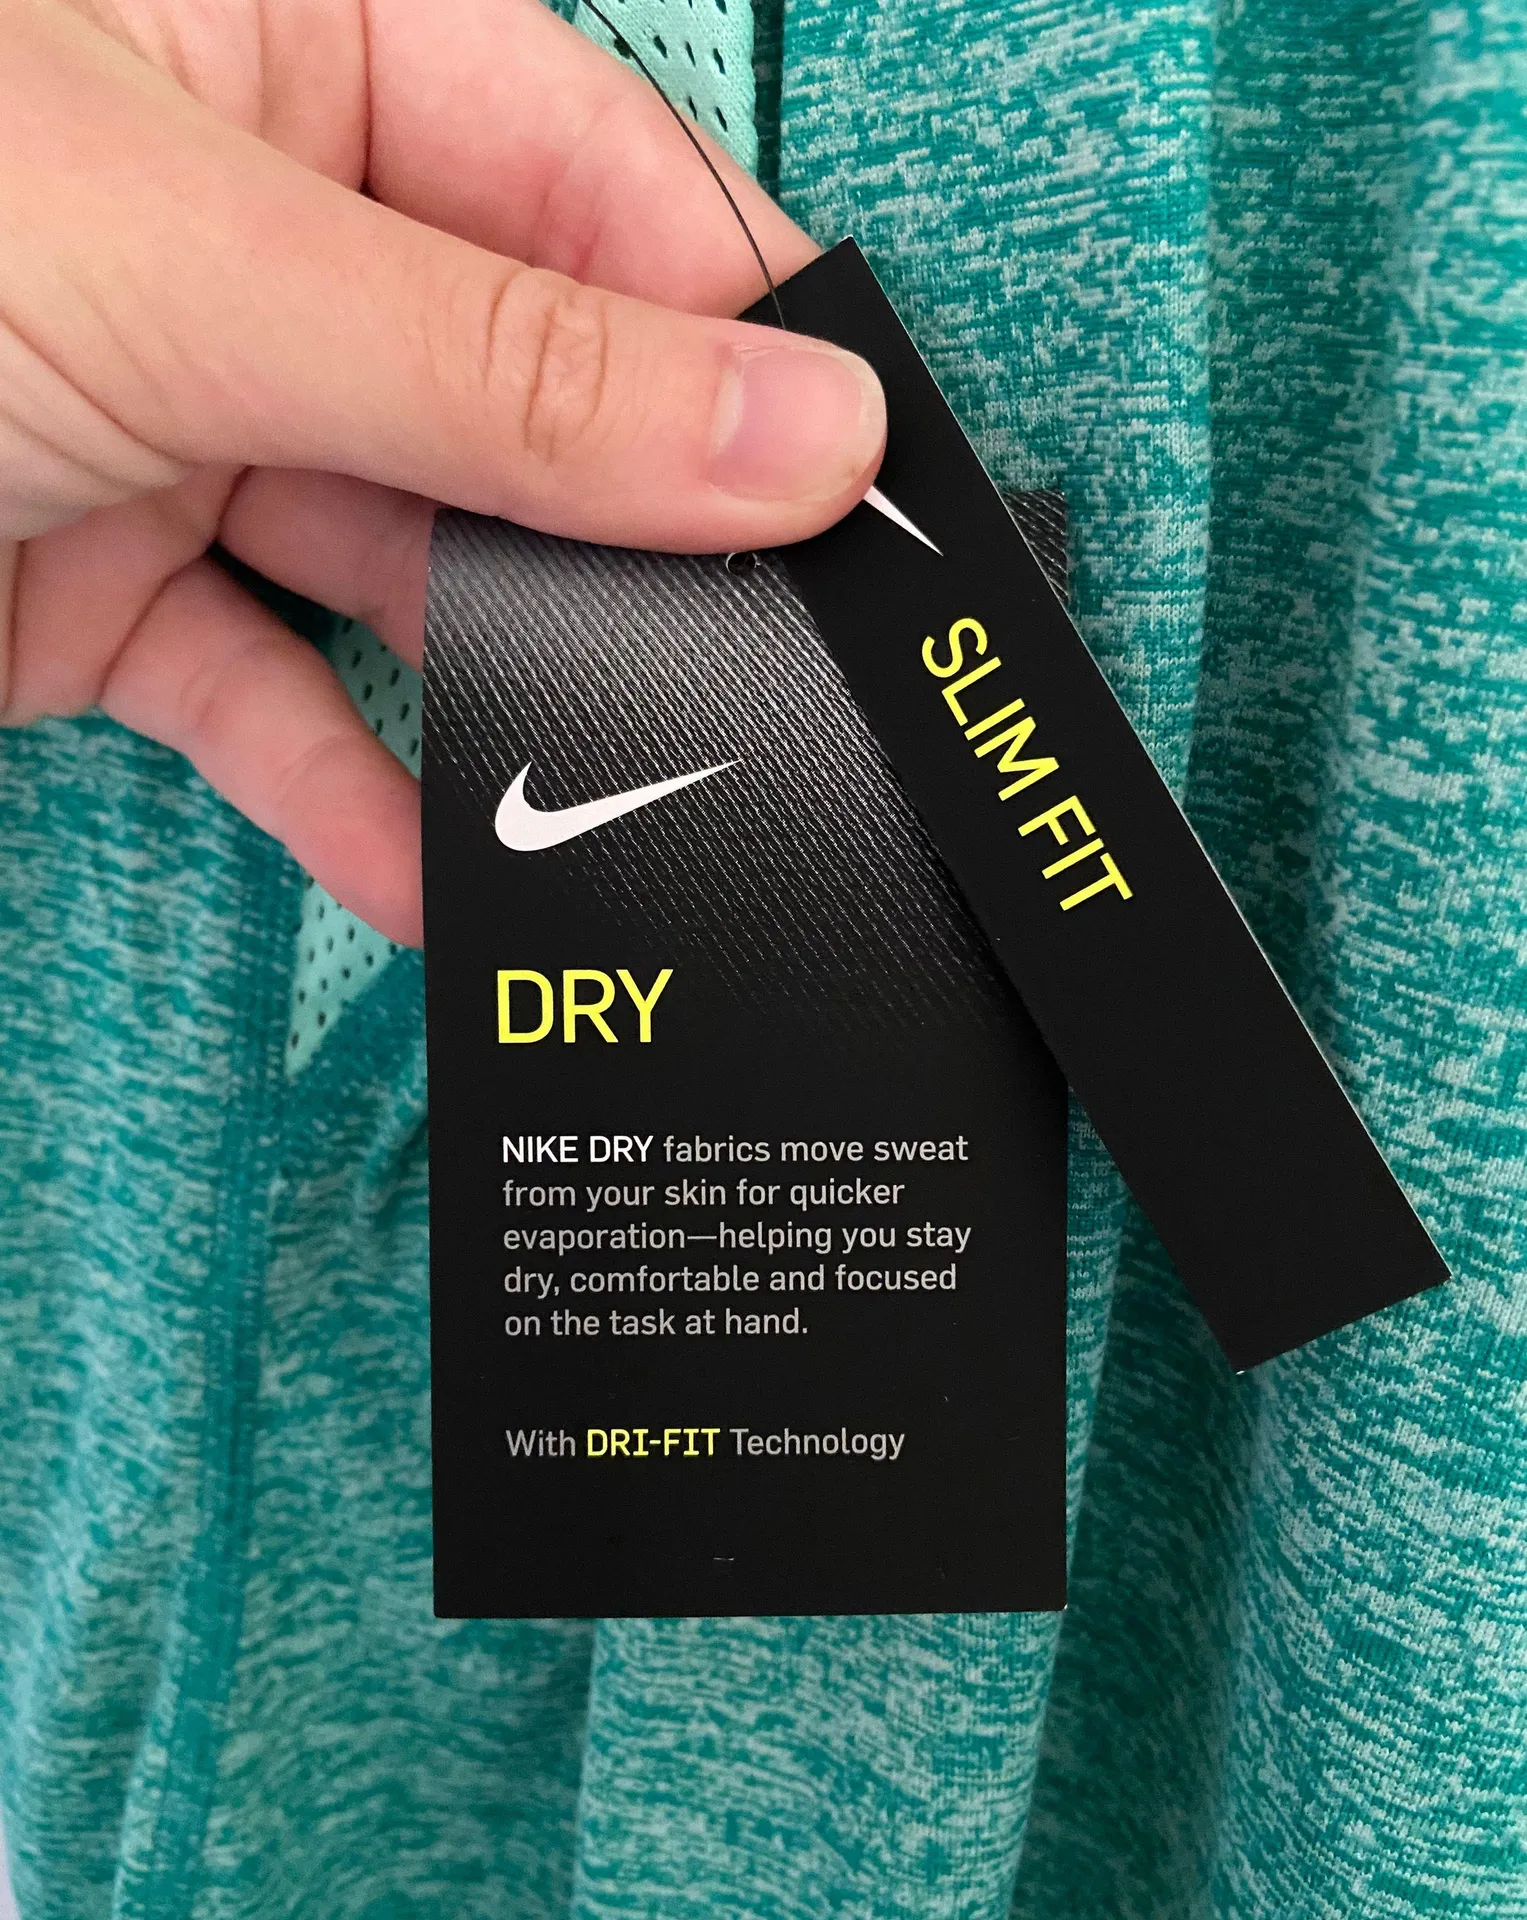 SLIM FIT
DRY
NIKE DRY fabrics move sweat
from your skin for quicker
evaporation—helping you stay
dry, comfortable and focused
on the task at hand.
With DRI-FIT Technology